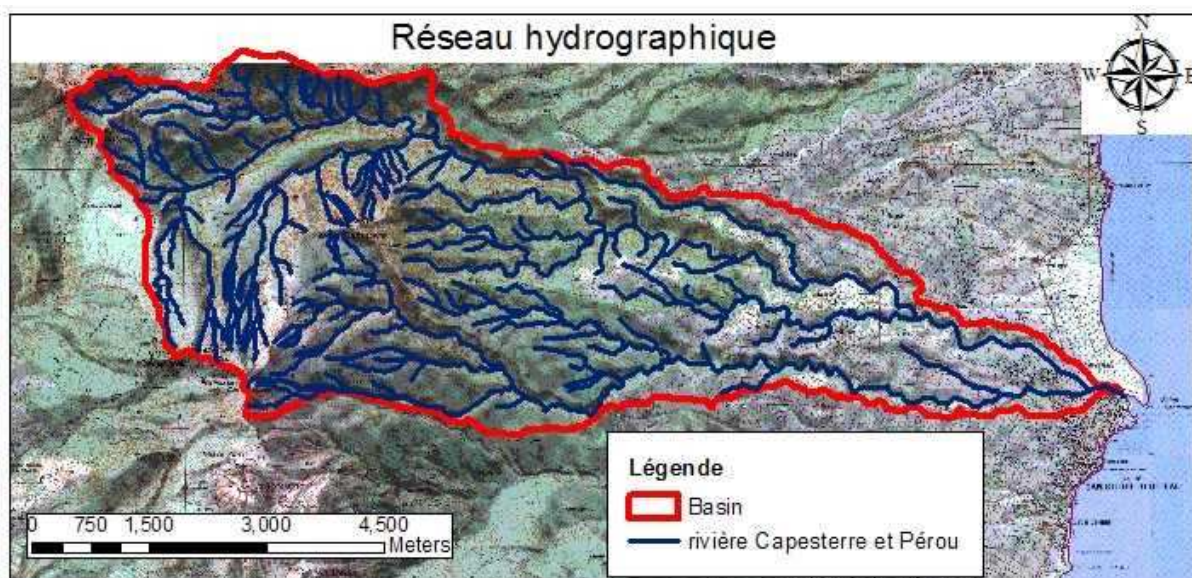 Réseau hydrographique
N
W E
S
Légende
Basin
rivière Capesterre et Pérou
0 750 1,500 3,000 4,500
Meters